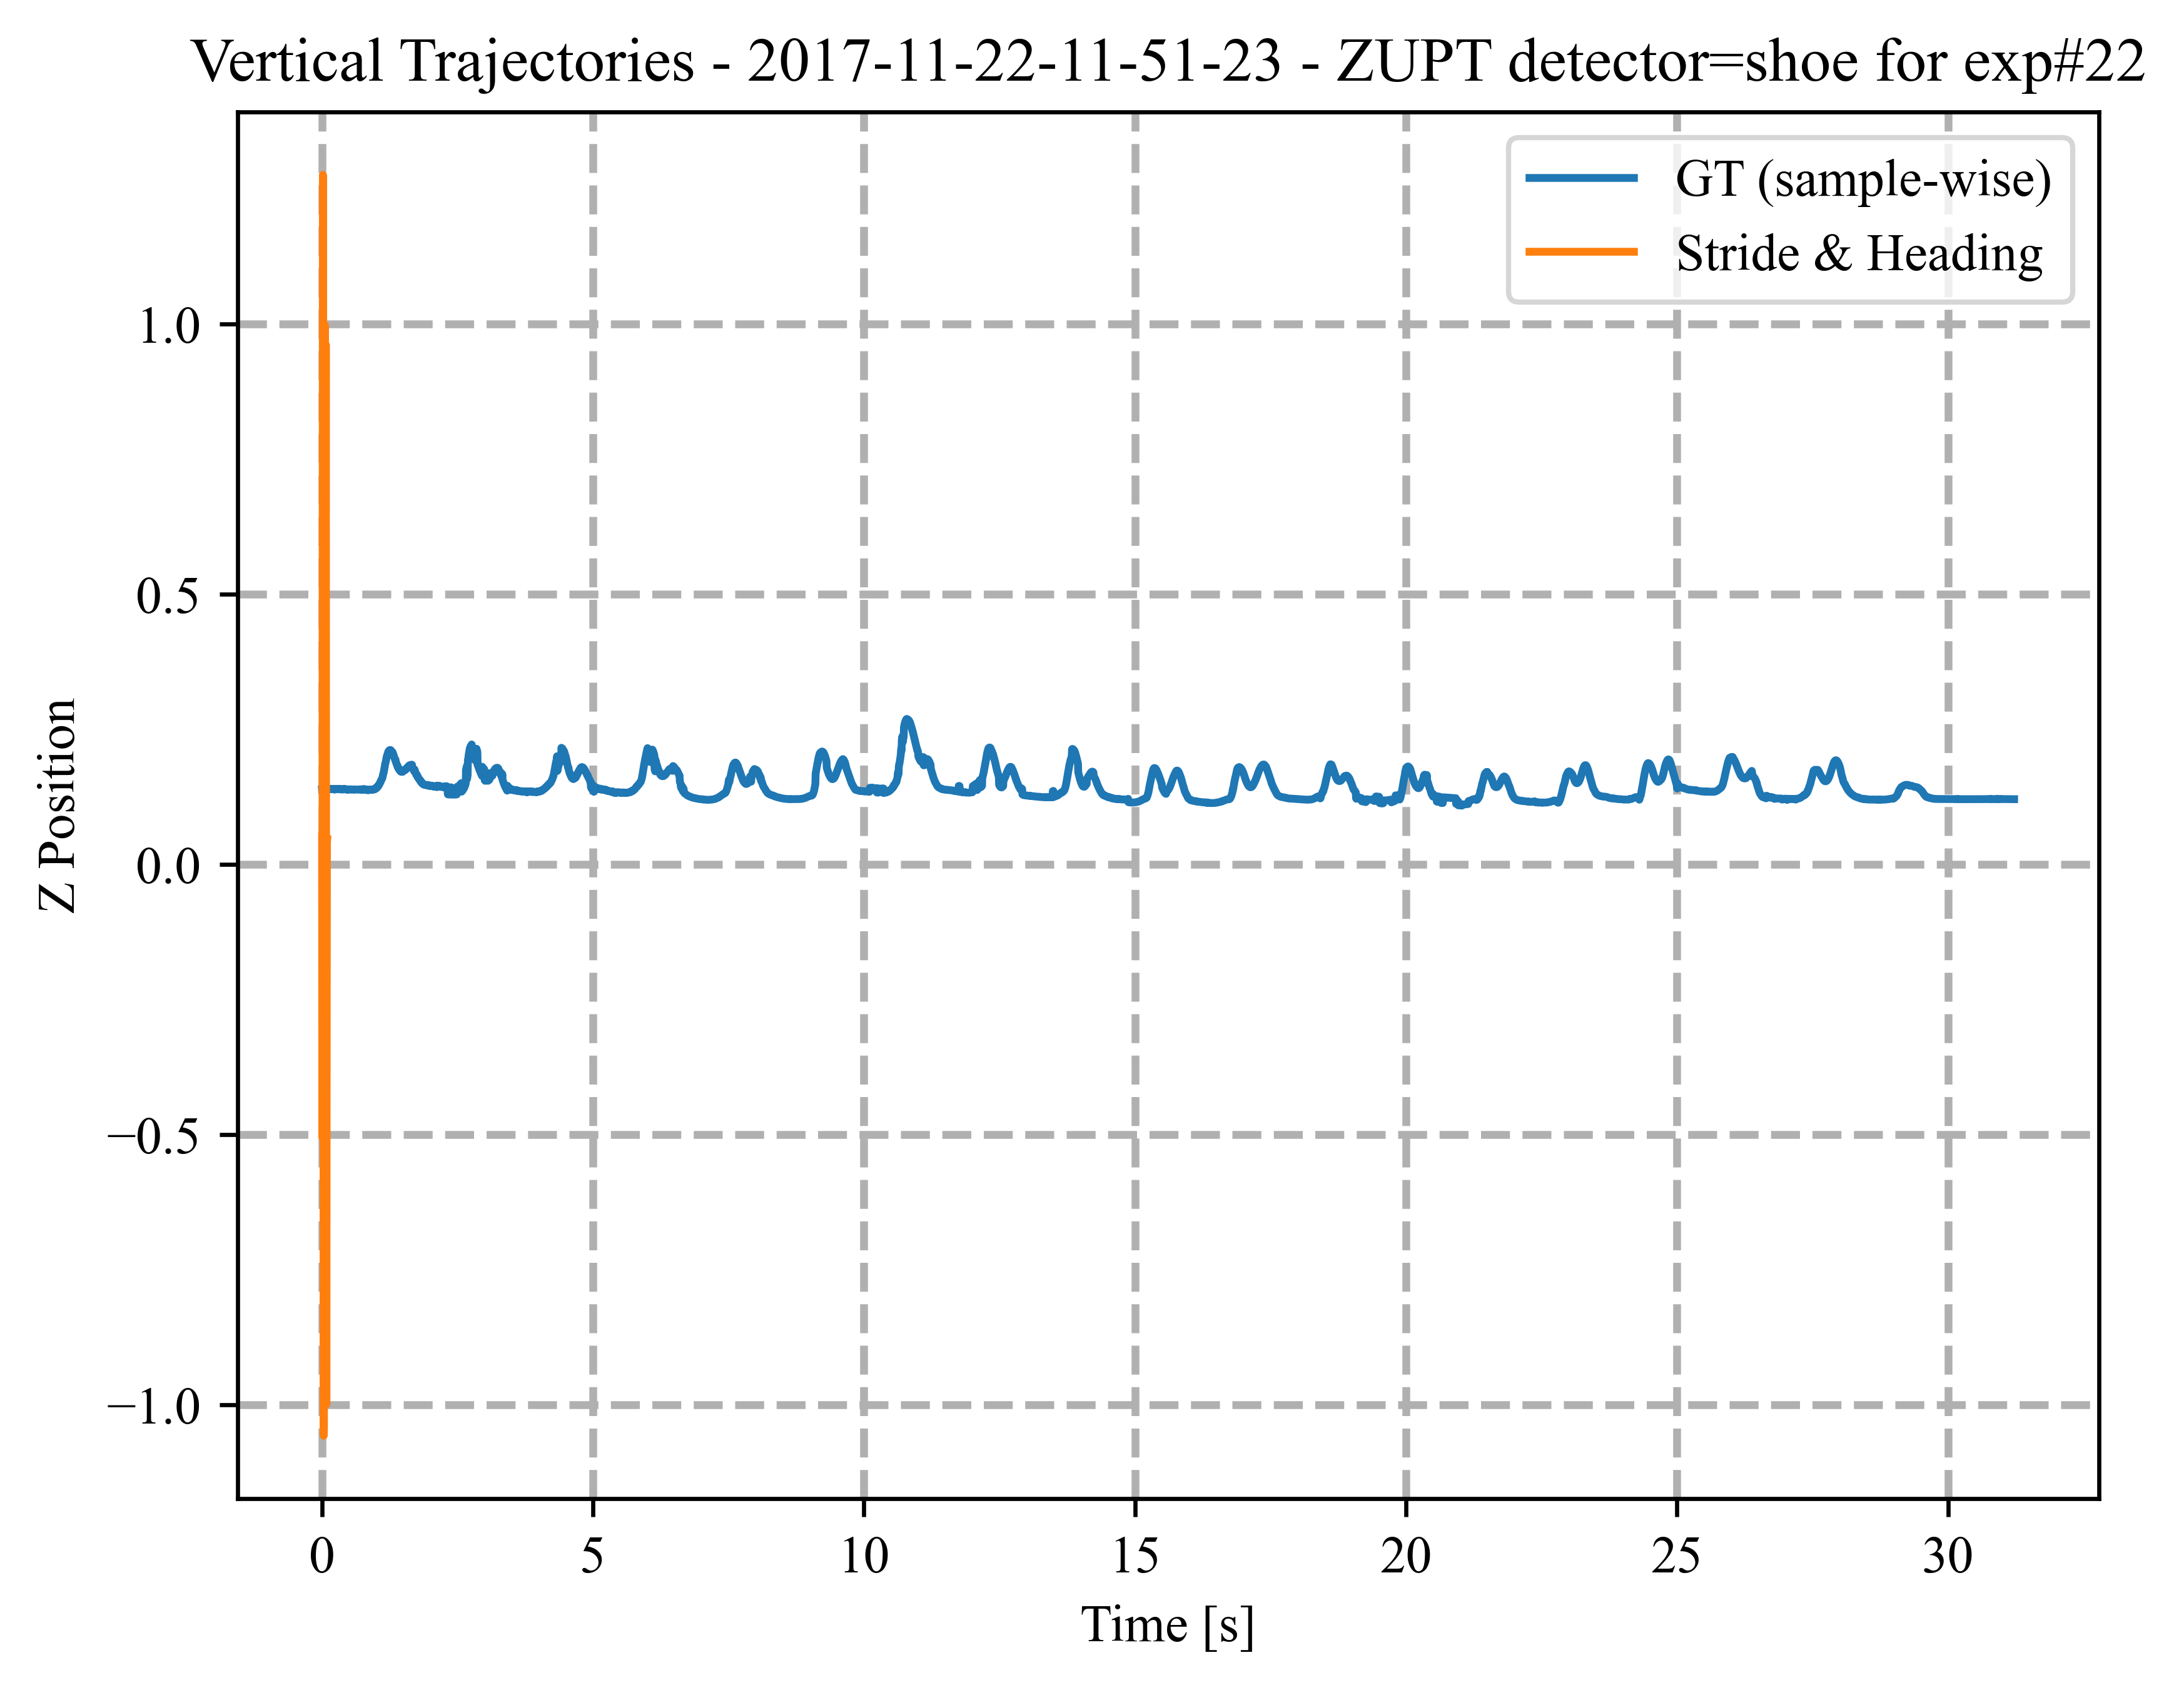 Vertical Trajectories - 2017-11-22-11-51-23 - ZUPT detector=shoe for exp#22
GT (sample-wise)
Stride & Heading
1.0
0.5
0.0
−0.5
−1.0
Z Position
0 5 10 15 20 25 30
Time [s]